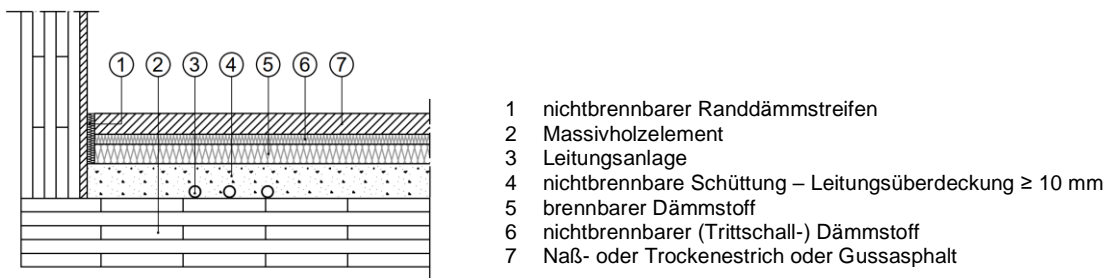 1 2 3 4 5 6 7
1 nichtbrennbarer Randdämmstreifen
2 Massivholzelement
3 Leitungsanlage
4 nichtbrennbare Schüttung – Leitungsüberdeckung ≥ 10 mm
5 brennbarer Dämmstoff
6 nichtbrennbarer (Trittschall-) Dämmstoff
7 Naß- oder Trockenestrich oder Gussasphalt